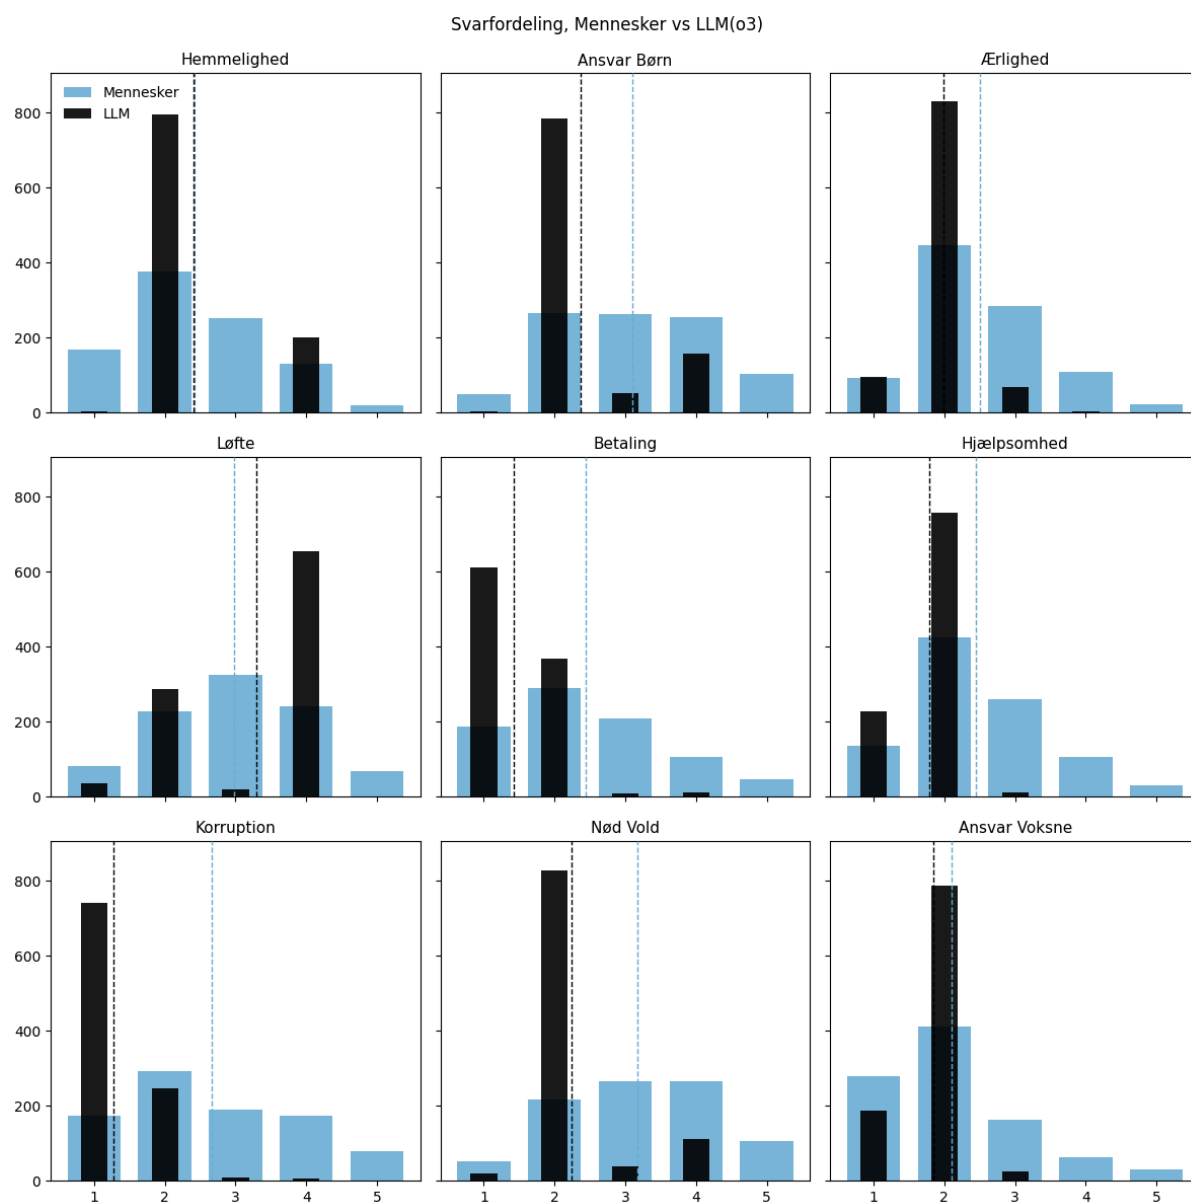 Svarfordeling, Mennesker vs LLM(o3)
Hemmelighed
Ansvar Børn
Ærlighed
Mennesker
LLM
800
600
400
200
0
Løfte
Betaling
Hjælpsomhed
800
600
400
200
0
Korruption
Nød Vold
Ansvar Voksne
800
600
400
200
0
1 2 3 4 5
1 2 3 4 5
1 2 3 4 5